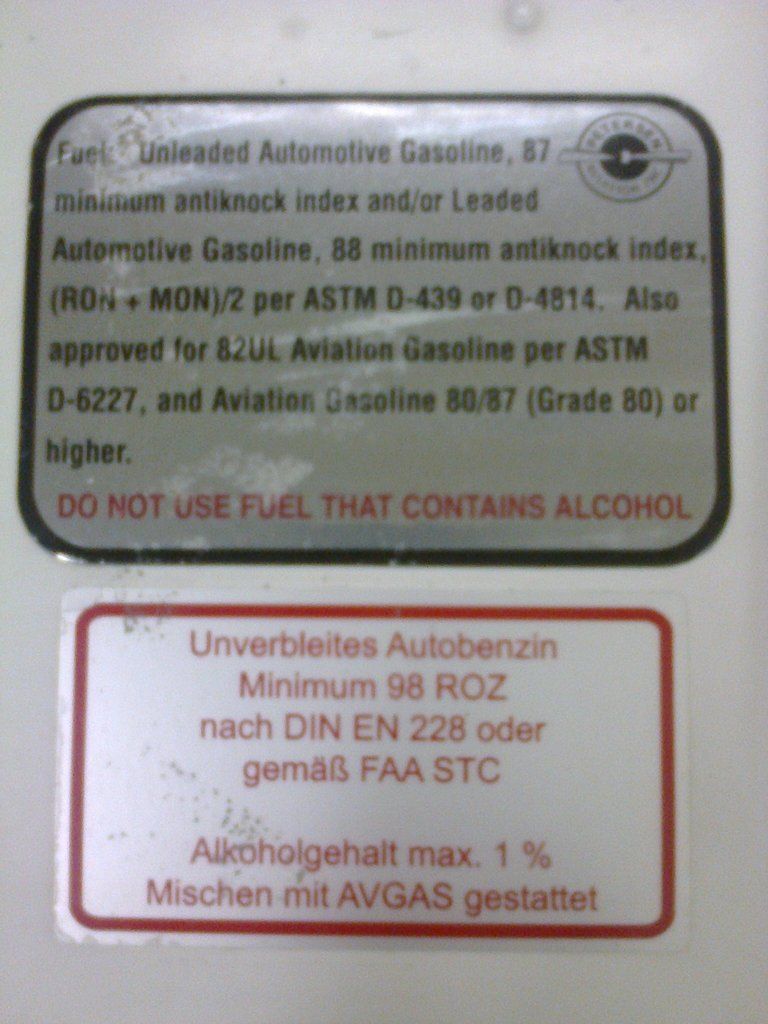 Fuel: Unleaded Automotive Gasoline, 87
minimum antiknock index and/or Leaded
Automotive Gasoline, 88 minimum antiknock index,
(RON + MON)/2 per ASTM D-439 or D-4814. Also
approved for 82UL Aviation Gasoline per ASTM
D-6227, and Aviation Gasoline 80/87 (Grade 80) or
higher.
DO NOT USE FUEL THAT CONTAINS ALCOHOL
PETERSEN
AVIATION INC.
Unverbleites Autobenzin
Minimum 98 ROZ
nach DIN EN 228 oder
gemäß FAA STC
Alkoholgehalt max. 1 %
Mischen mit AVGAS gestattet